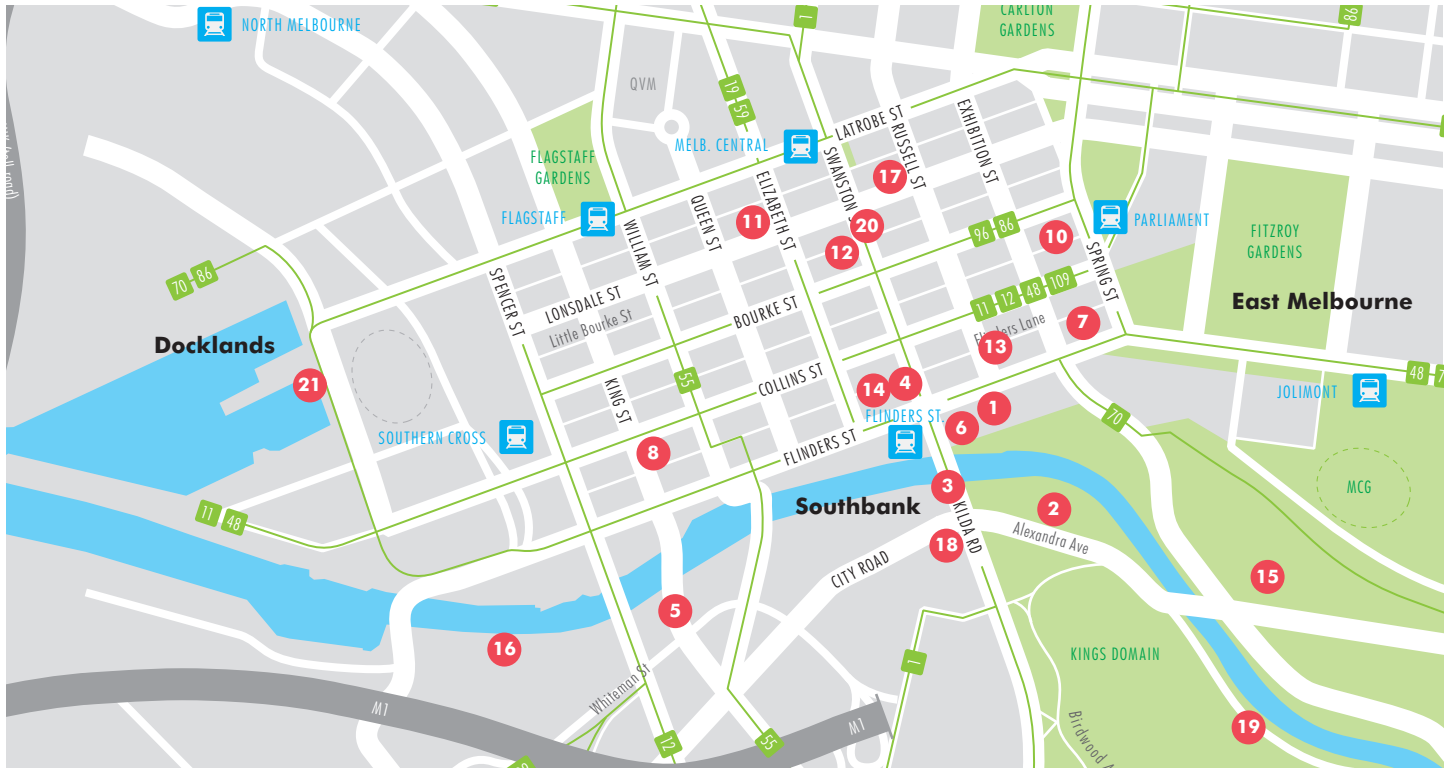 NORTH MELBOURNE
1
CARLTON
GARDENS
86
QVM
19
59
LATROBE ST
EXHIBITION ST
RUSSELL ST
MELB. CENTRAL
SWANSTON S
FLAGSTAFF
GARDENS
17
ELIZABETH ST
QUEEN ST
11
20
12
FLAGSTAFF
WILLIAM ST
96
86
10
PARLIAMENT
SPRING ST
FITZROY
GARDENS
70
86
SPENCER ST
LONSDALE ST
Little Bourke St
BOURKE ST
11
12
48
109
East Melbourne
Docklands
Flinders Lane
7
13
21
KING ST
55
COLLINS ST
14
4
48
JOLIMONT
1
FLINDERS ST.
6
70
SOUTHERN CROSS
8
FLINDERS ST
3
MCG
11
48
Southbank
2
KILDA RD
Alexandra Ave
18
CITY ROAD
15
5
16
1
KINGS DOMAIN
Whiteman St
M1
M1
12
55
Birdwood A
19